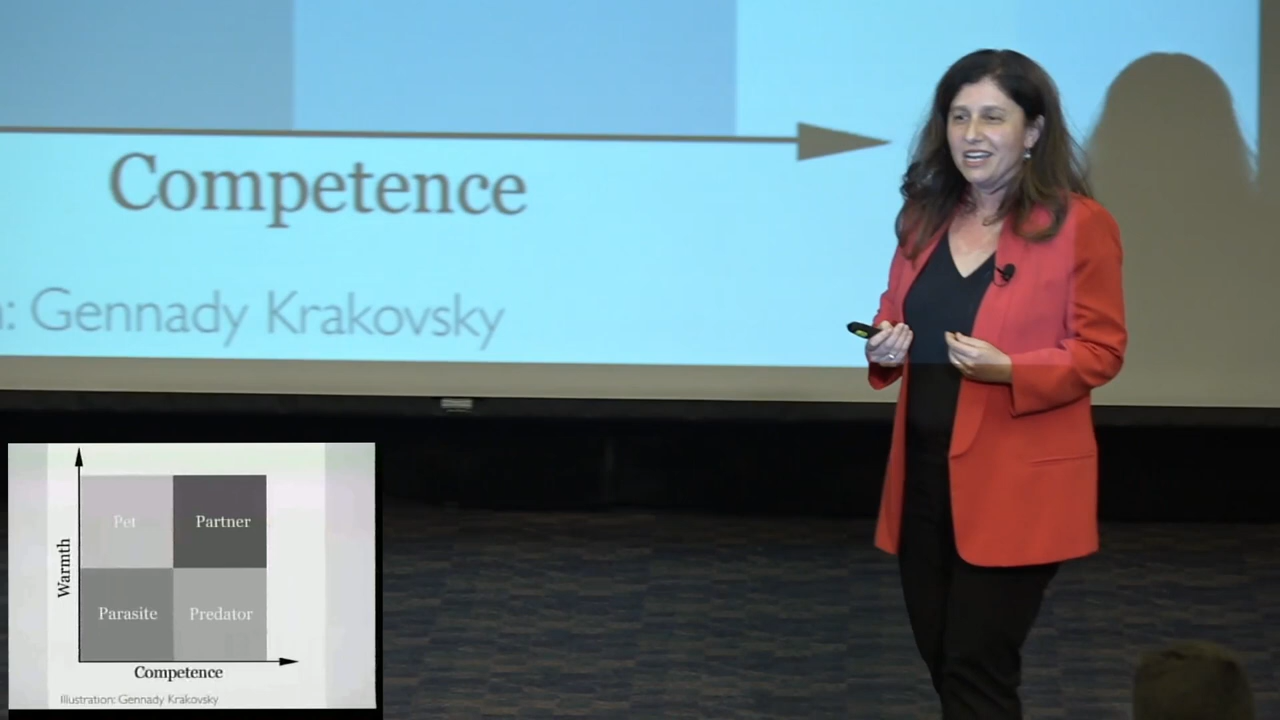 Competence
: Gennady Krakovsky
Pet
Partner
Warmth
Parasite
Predator
Competence
Illustration: Gennady Krakovsky